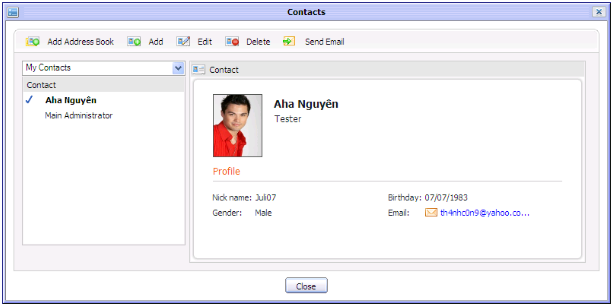 Contacts
Add Address Book Add Edit Delete Send Email
My Contacts
Contact
Aha Nguyên
Main Administrator
Contact
Aha Nguyên
Tester
Profile
Nick name: Juli07 Birthday: 07/07/1983
Gender: Male Email: th4nhc0n9@yahoo.co...
Close